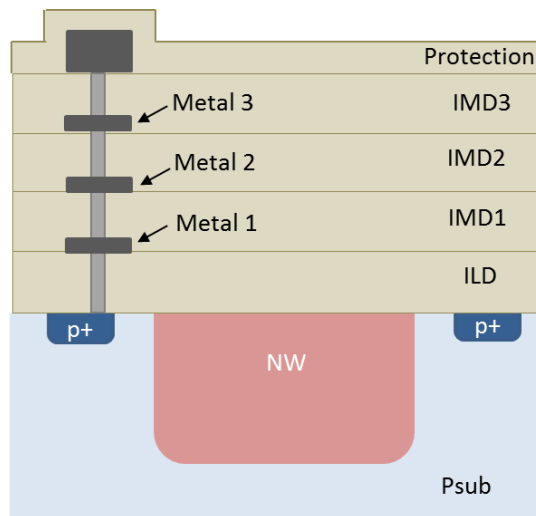 Protection
Metal 3
IMD3
Metal 2
IMD2
Metal 1
IMD1
ILD
p+
p+
NW
Psub